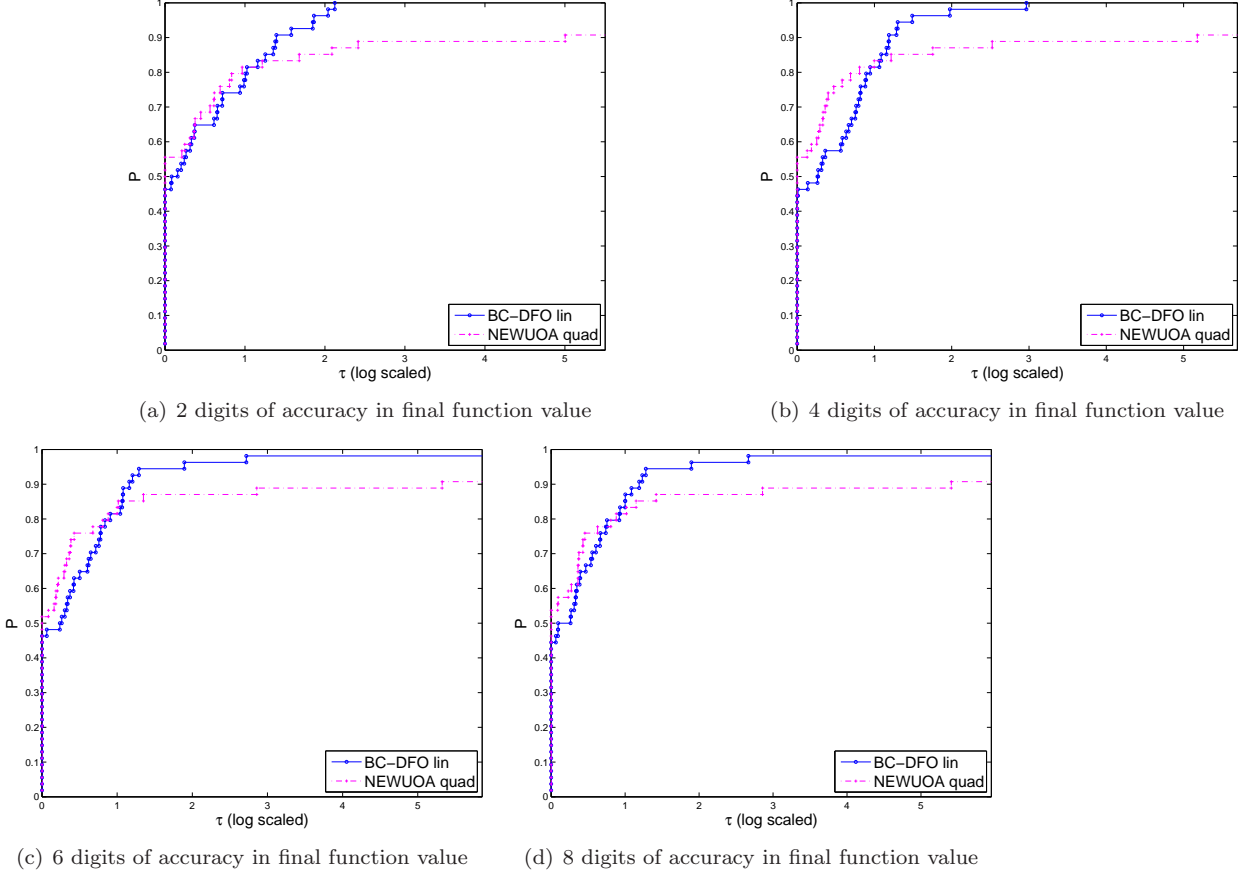 1
0.9
0.8
0.7
0.6
0.5
0.4
0.3
0.2
0.1
0
P
0 1 2 3 4 5
τ (log scaled)
BC−DFO lin
NEWUOA quad
(a) 2 digits of accuracy in final function value
1
0.9
0.8
0.7
0.6
0.5
0.4
0.3
0.2
0.1
0
P
0 1 2 3 4 5
τ (log scaled)
BC−DFO lin
NEWUOA quad
(b) 4 digits of accuracy in final function value
1
0.9
0.8
0.7
0.6
0.5
0.4
0.3
0.2
0.1
0
P
0 1 2 3 4 5
τ (log scaled)
BC−DFO lin
NEWUOA quad
(c) 6 digits of accuracy in final function value
1
0.9
0.8
0.7
0.6
0.5
0.4
0.3
0.2
0.1
0
P
0 1 2 3 4 5
τ (log scaled)
BC−DFO lin
NEWUOA quad
(d) 8 digits of accuracy in final function value